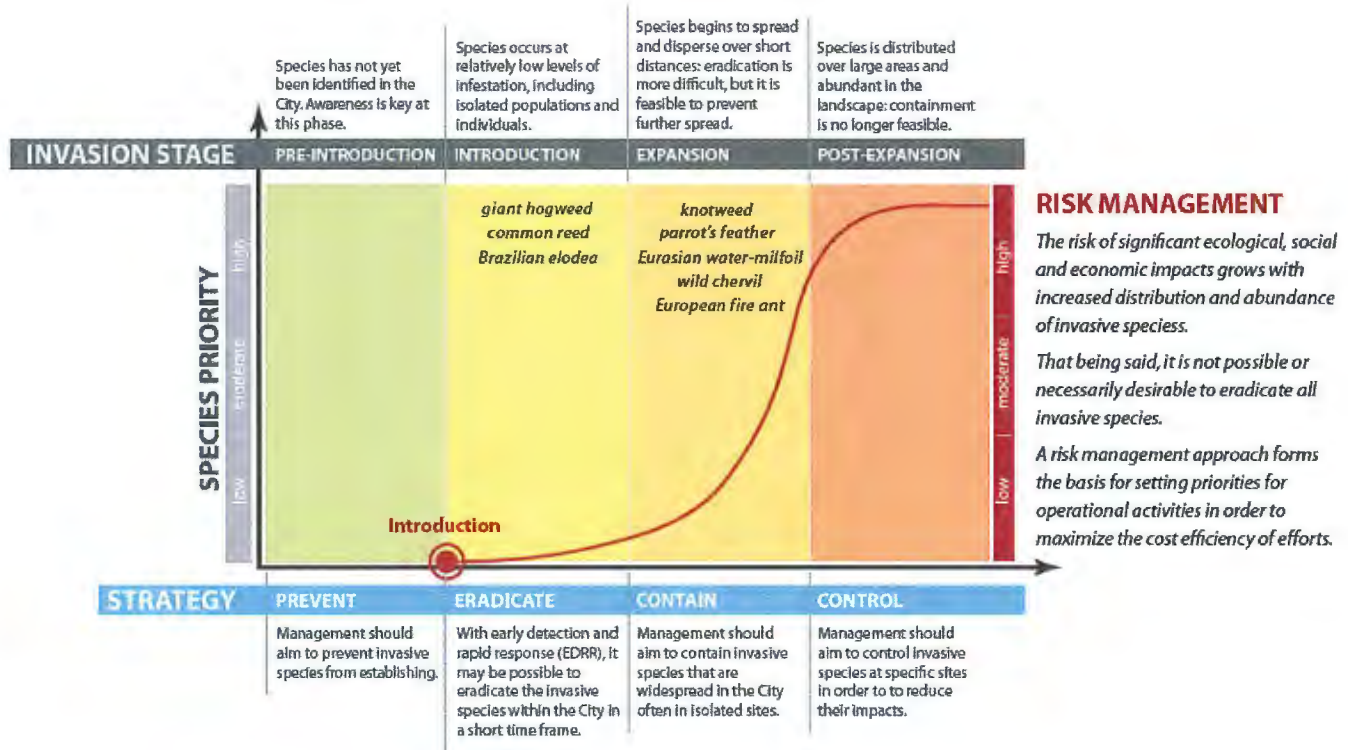 Species has not yet
been identified in the
City. Awareness is key at
this phase.
Species occurs at
relatively low levels of
infestation, including
isolated populations and
individuals.
Species begins to spread
and disperse over short
distances: eradication is
more difficult, but it is
feasible to prevent
further spread.
Species is distributed
over large areas and
abundant in the
landscape: containment
is no longer feasible.
INVASION STAGE
PRE-INTRODUCTION
INTRODUCTION
EXPANSION
POST-EXPANSION
SPECIES PRIORITY
high
moderate
low
giant hogweed
common reed
Brazilian elodea
knotweed
parrot's feather
Eurasian water-milfoil
wild chervil
European fire ant
Introduction
high
moderate
low
RISK MANAGEMENT
The risk of significant ecological, social
and economic impacts grows with
increased distribution and abundance
of invasive speciess.
That being said, it is not possible or
necessarily desirable to eradicate all
invasive species.
A risk management approach forms
the basis for setting priorities for
operational activities in order to
maximize the cost efficiency of efforts.
STRATEGY
PREVENT
ERADICATE
CONTAIN
CONTROL
Management should
aim to prevent invasive
species from establishing.
With early detection and
rapid response (EDRR), it
may be possible to
eradicate the invasive
species within the City in
a short time frame.
Management should
aim to contain invasive
species that are
widespread in the City
often in isolated sites.
Management should
aim to control invasive
species at specific sites
in order to to reduce
their impacts.